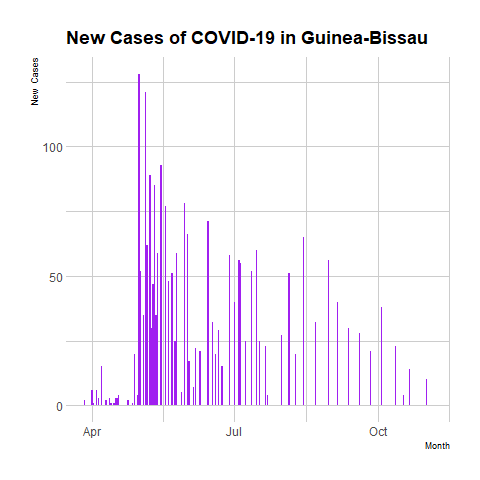 New Cases of COVID-19 in Guinea-Bissau
New Cases
100
50
0
Apr Jul Oct
Month